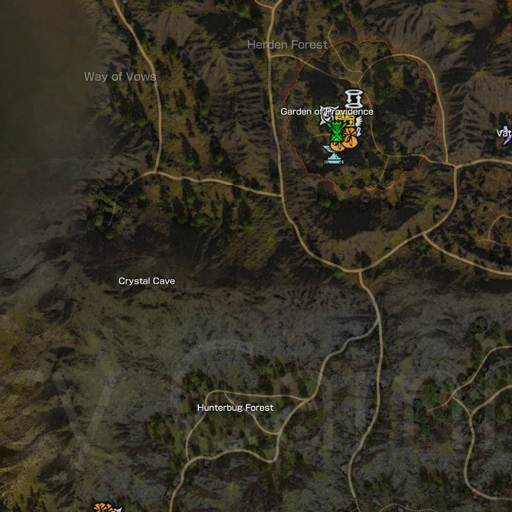 Herden Forest
Way of Vows
Garden of Providence
Crystal Cave
Hunterbug Forest